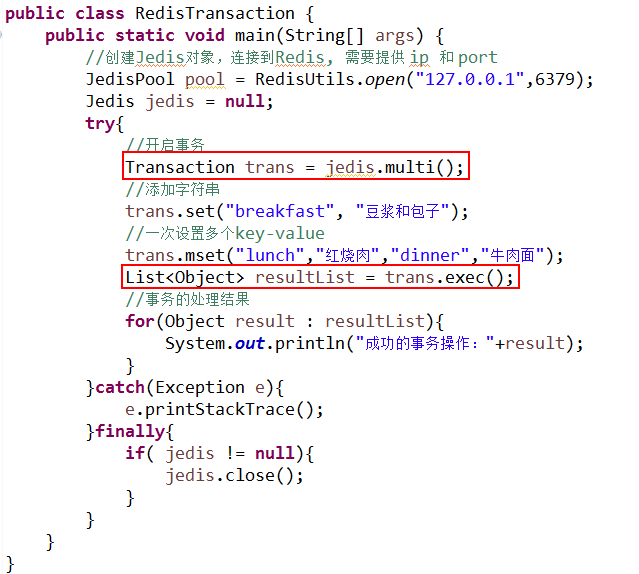 public class RedisTransaction {
    public static void main(String[] args) {
        //创建Jedis对象，连接到Redis, 需要提供 ip 和 port
        JedisPool pool = RedisUtils.open("127.0.0.1",6379);
        Jedis jedis = null;
        try{
            //开启事务
            Transaction trans = jedis.multi();
            //添加字符串
            trans.set("breakfast", "豆浆和包子");
            //一次设置多个key-value
            trans.mset("lunch","红烧肉","dinner","牛肉面");
            List<Object> resultList = trans.exec();
            //事务的处理结果
            for(Object result : resultList){
                System.out.println("成功的事务操作："+result);
            }
        }catch(Exception e){
            e.printStackTrace();
        }finally{
            if( jedis != null){
                jedis.close();
            }
        }
    }
}